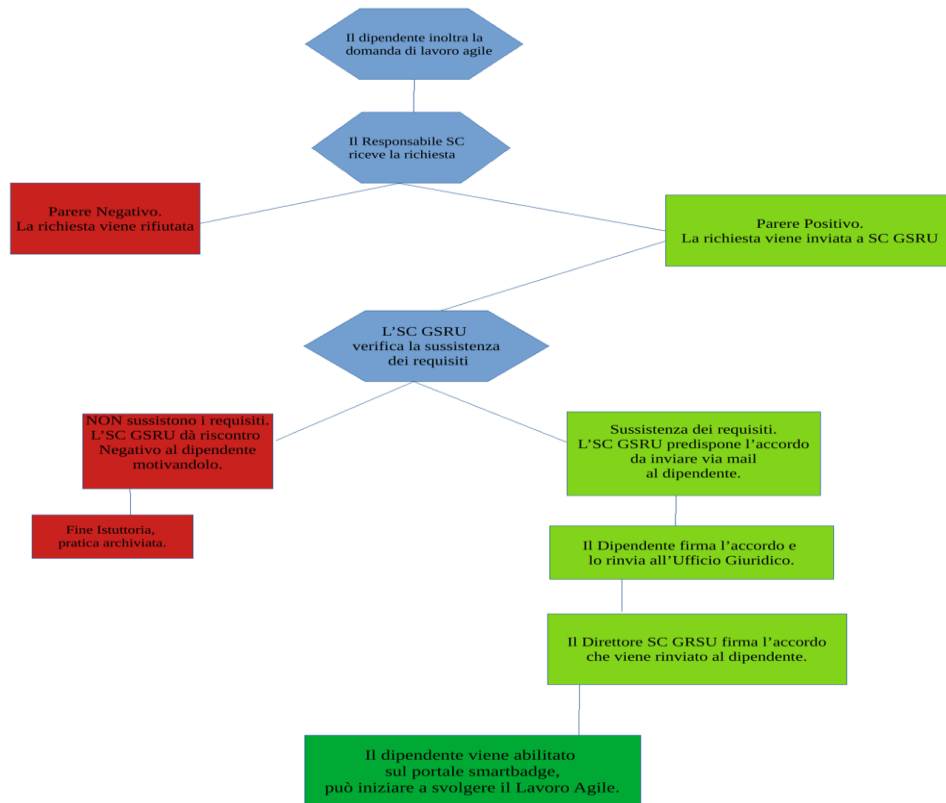 Il dipendente inoltra la
domanda di lavoro agile
Il Responsabile SC
riceve la richiesta
Parere Negativo.
La richiesta viene rifiutata
Parere Positivo.
La richiesta viene inviata a SC GSRU
L'SC GSRU
verifica la sussistenza
dei requisiti
NON sussistono i requisiti.
L'SC GSRU dà riscontro
Negativo al dipendente
motivandolo.
Sussistenza dei requisiti.
L'SC GSRU predispone l'accordo
da inviare via mail
al dipendente.
Fine Istuttoria,
pratica archiviata.
Il Dipendente firma l'accordo e
lo rinvia all'Ufficio Giuridico.
Il Direttore SC GRSU firma l'accordo
che viene rinviato al dipendente.
Il dipendente viene abilitato
sul portale smartbadge,
può iniziare a svolgere il Lavoro Agile.